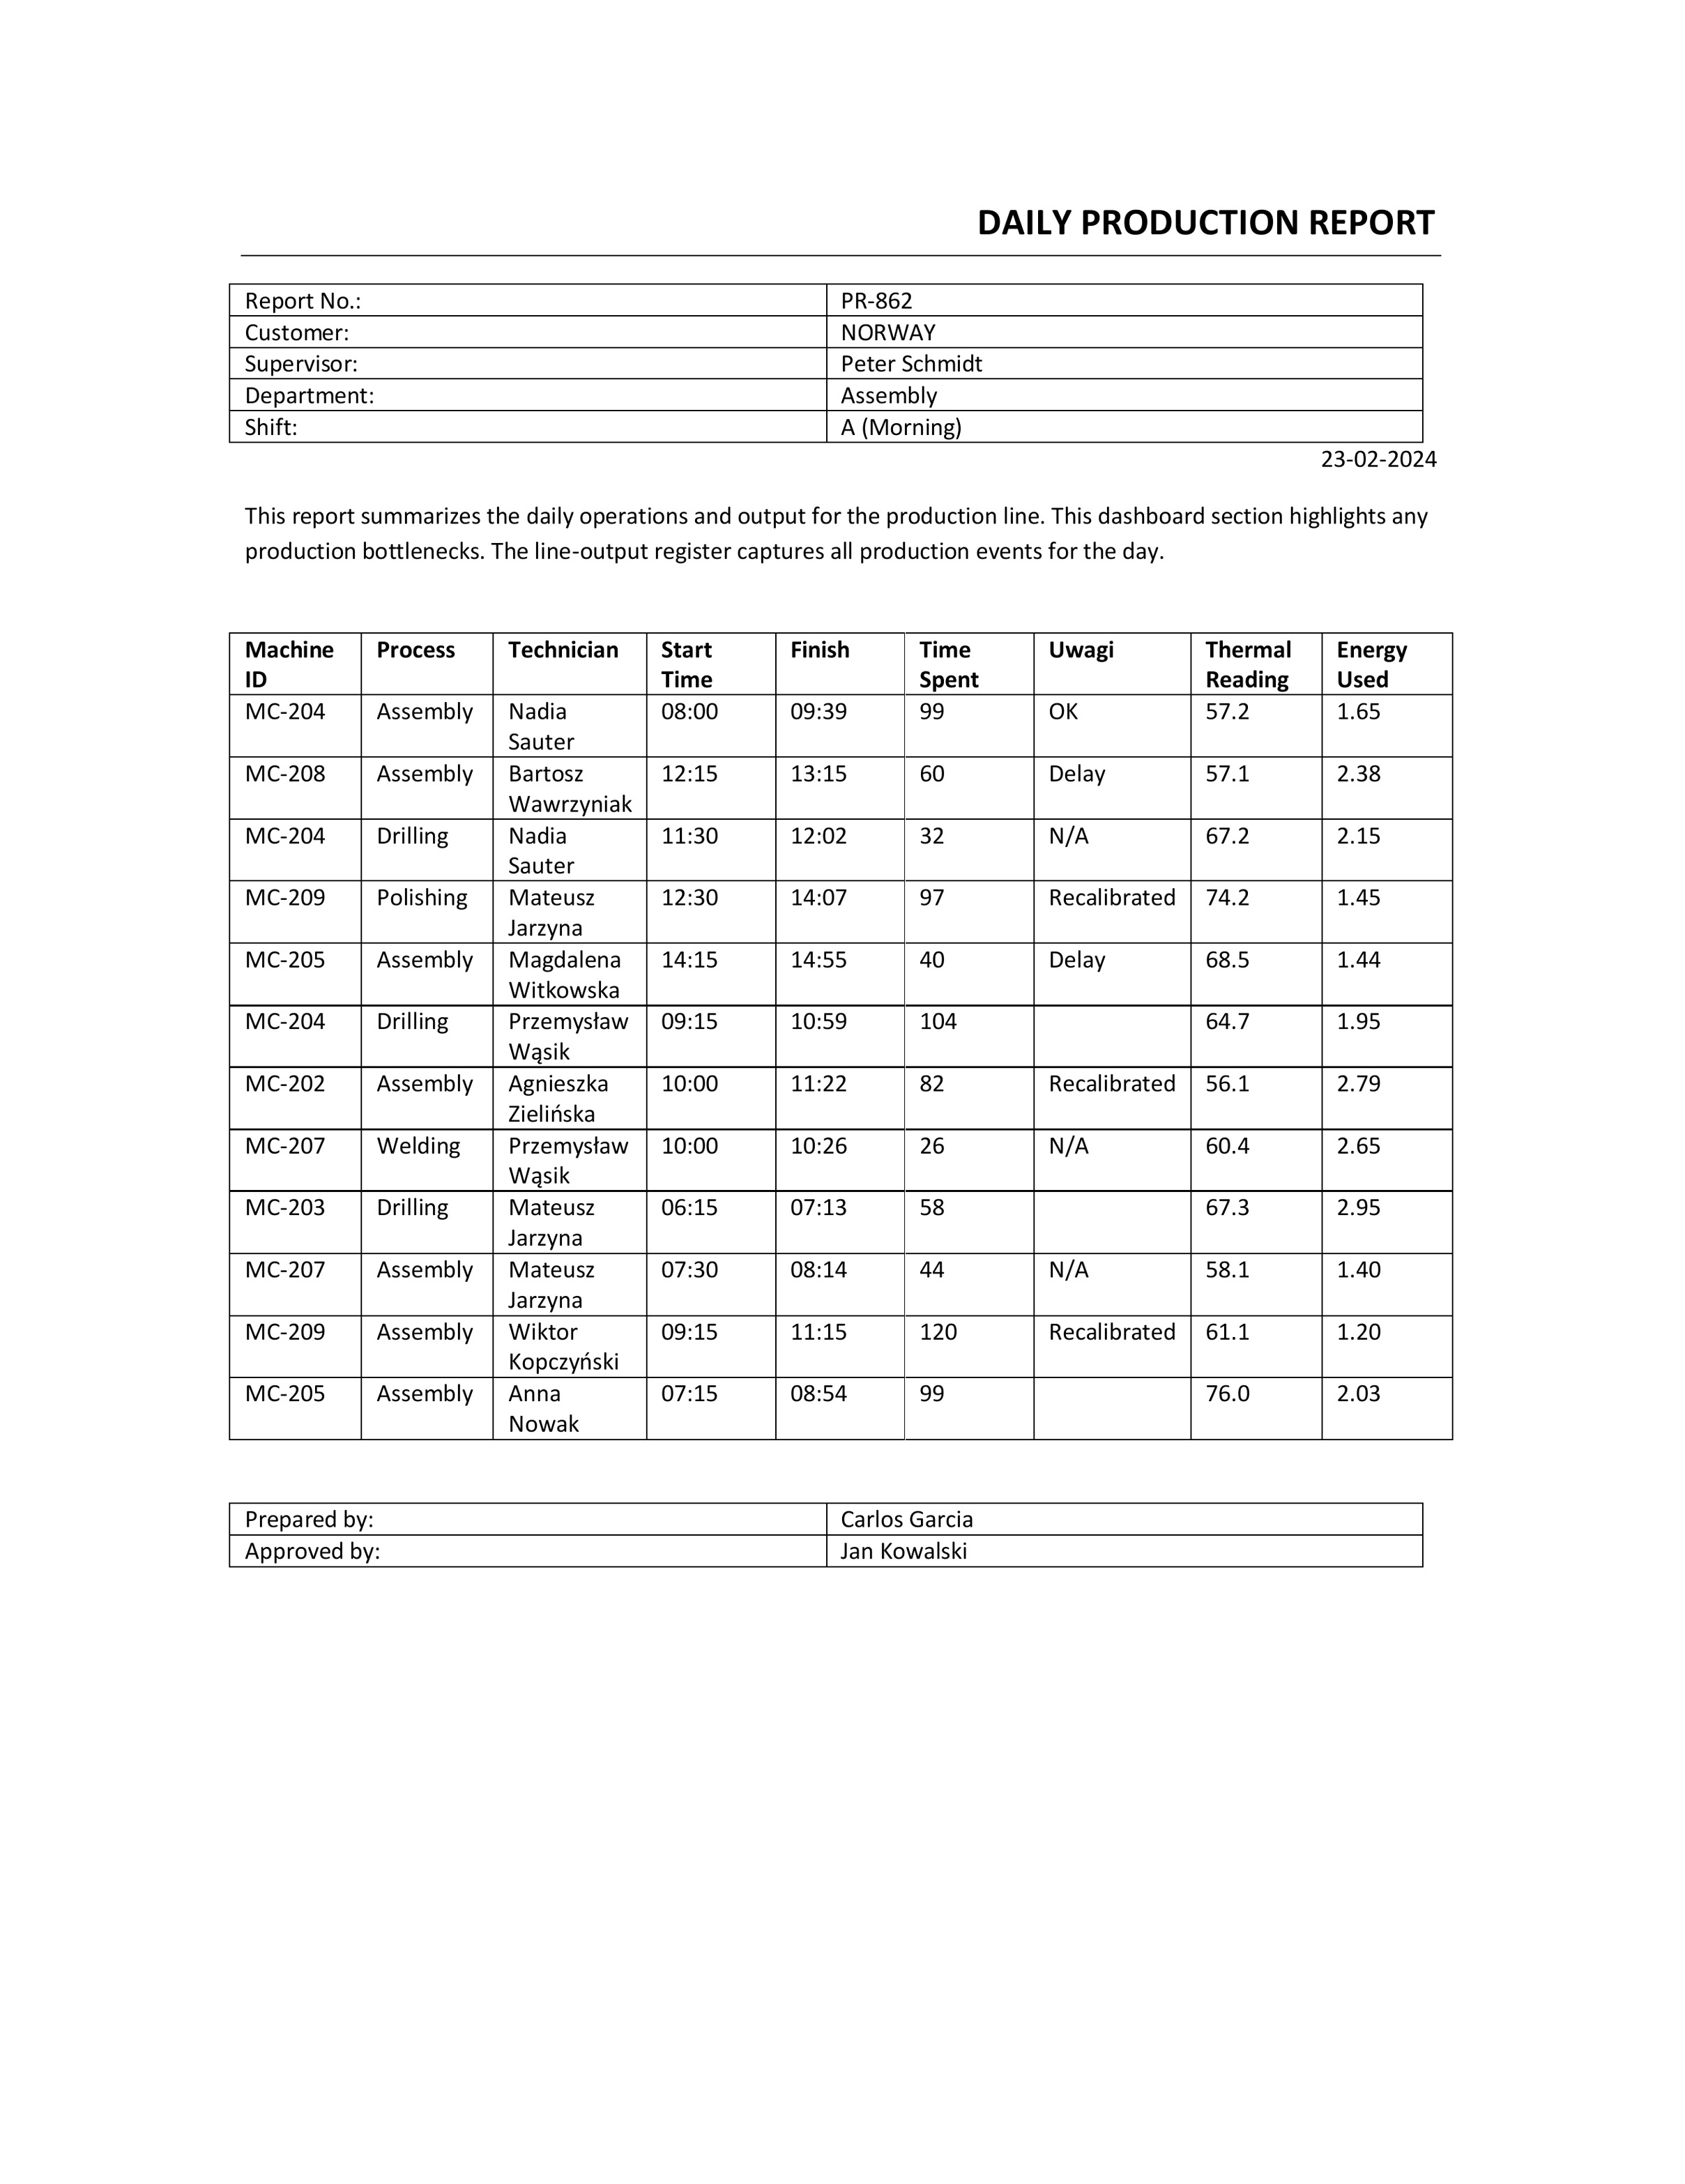 DAILY PRODUCTION REPORT
Report No.: PR-862
Customer: NORWAY
Supervisor: Peter Schmidt
Department: Assembly
Shift: A (Morning)
23-02-2024
This report summarizes the daily operations and output for the production line. This dashboard section highlights any
production bottlenecks. The line-output register captures all production events for the day.
Machine ID Process Technician Start Time Finish Time Spent Uwagi Thermal Reading Energy Used
MC-204 Assembly Nadia Sauter 08:00 09:39 99 OK 57.2 1.65
MC-208 Assembly Bartosz Wawrzyniak 12:15 13:15 60 Delay 57.1 2.38
MC-204 Drilling Nadia Sauter 11:30 12:02 32 N/A 67.2 2.15
MC-209 Polishing Mateusz Jarzyna 12:30 14:07 97 Recalibrated 74.2 1.45
MC-205 Assembly Magdalena Witkowska 14:15 14:55 40 Delay 68.5 1.44
MC-204 Drilling Przemysław Wąsik 09:15 10:59 104 64.7 1.95
MC-202 Assembly Agnieszka Zielińska 10:00 11:22 82 Recalibrated 56.1 2.79
MC-207 Welding Przemysław Wąsik 10:00 10:26 26 N/A 60.4 2.65
MC-203 Drilling Mateusz Jarzyna 06:15 07:13 58 67.3 2.95
MC-207 Assembly Mateusz Jarzyna 07:30 08:14 44 N/A 58.1 1.40
MC-209 Assembly Wiktor Kopczyński 09:15 11:15 120 Recalibrated 61.1 1.20
MC-205 Assembly Anna Nowak 07:15 08:54 99 76.0 2.03
Prepared by: Carlos Garcia
Approved by: Jan Kowalski